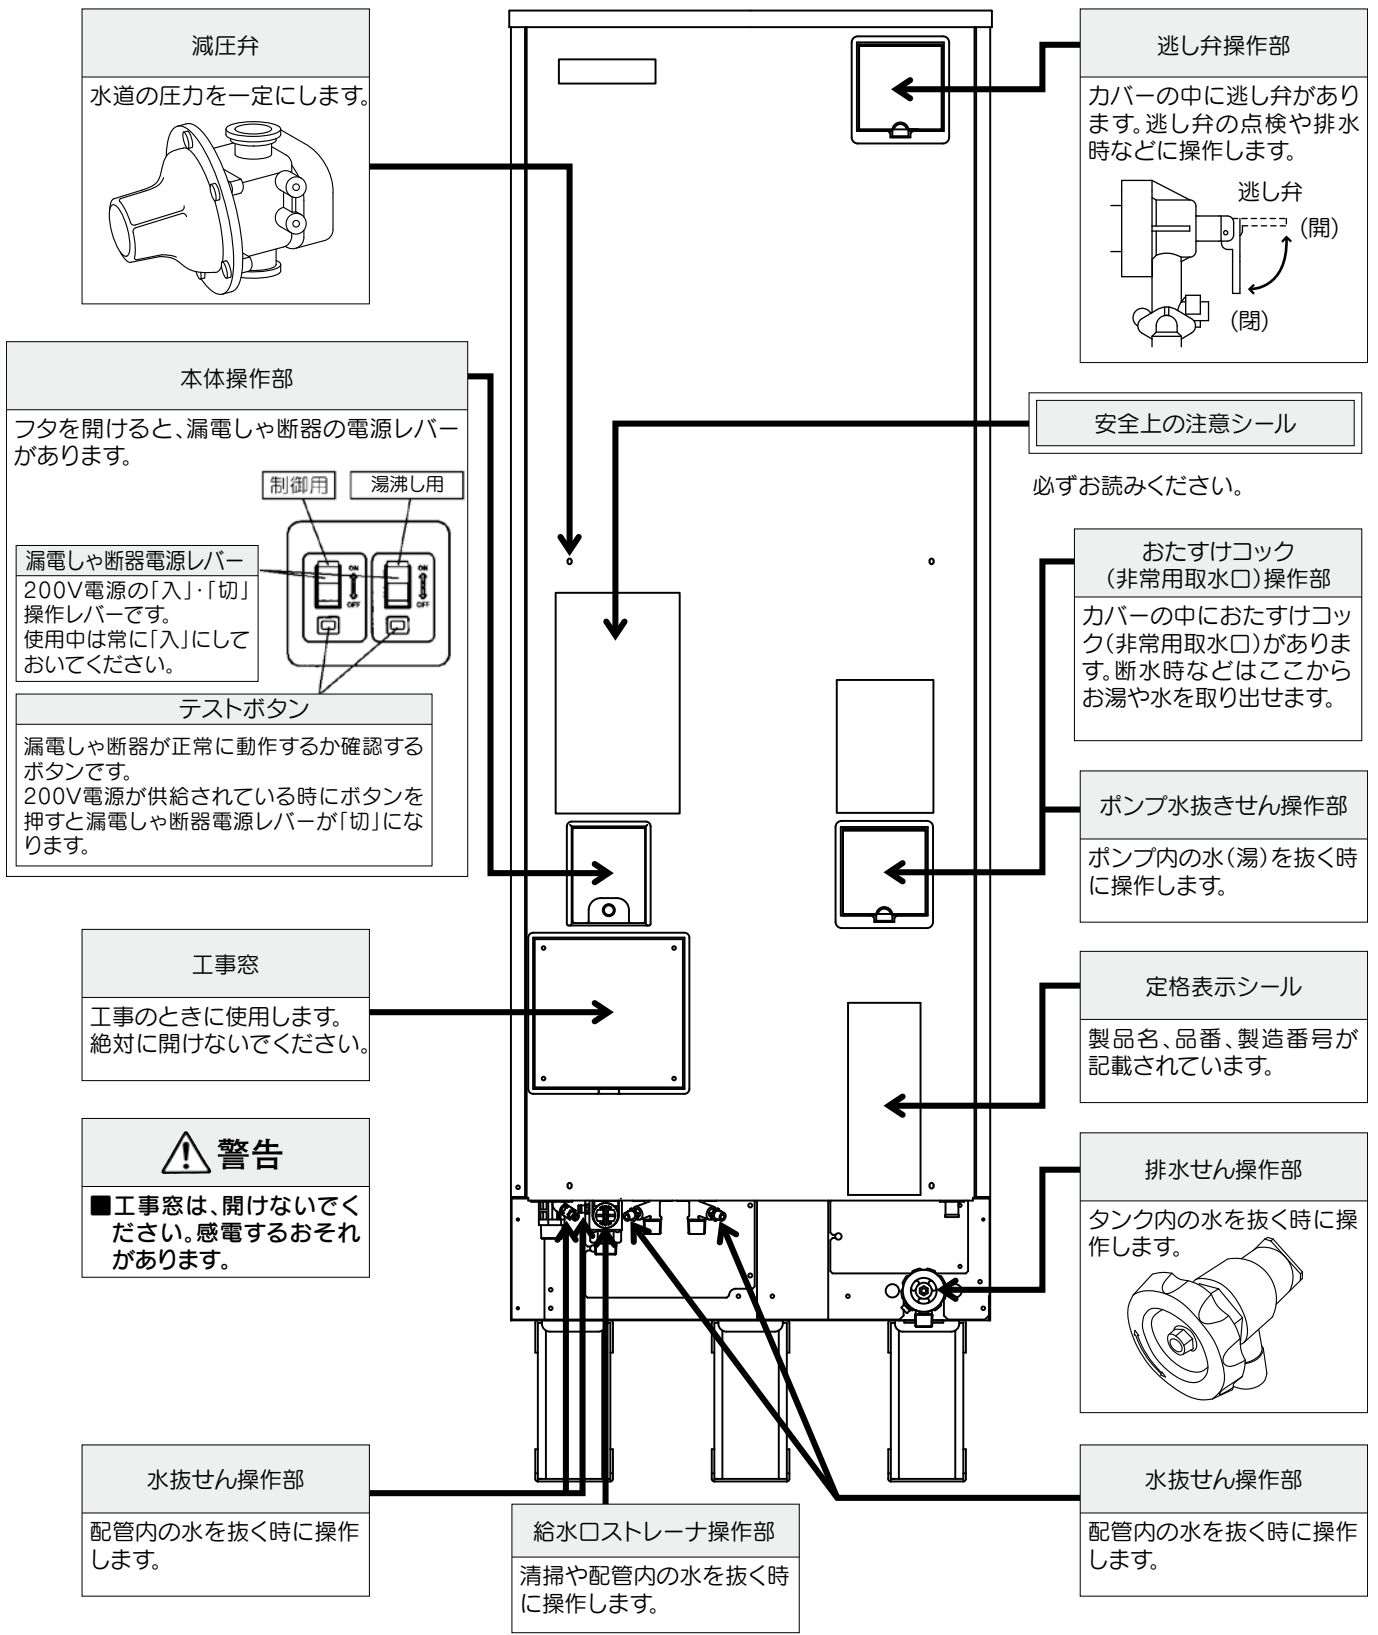 減圧弁
水道の圧力を一定にします。
本体操作部
フタを開けると、漏電しゃ断器の電源レバー
があります。
制御用
湯沸し用
漏電しゃ断器電源レバー
200V電源の「入」・「切」
操作レバーです。
使用中は常に「入」にして
おいてください。
ON
OFF
ON
OFF
テストボタン
漏電しゃ断器が正常に動作するか確認する
ボタンです。
200V電源が供給されている時にボタンを
押すと漏電しゃ断器電源レバーが「切」にな
ります。
工事窓
工事のときに使用します。
絶対に開けないでください。
警告
■工事窓は、開けないでく
ださい。感電するおそれ
があります。
水抜せん操作部
配管内の水を抜く時に操作
します。
給水口ストレーナ操作部
清掃や配管内の水を抜く時
に操作します。
逃し弁操作部
カバーの中に逃し弁があり
ます。逃し弁の点検や排水
時などに操作します。
逃し弁
(開)
(閉)
安全上の注意シール
必ずお読みください。
おたすけコック
(非常用取水口)操作部
カバーの中におたすけコッ
ク(非常用取水口)がありま
す。断水時などはここから
お湯や水を取り出せます。
ポンプ水抜きせん操作部
ポンプ内の水(湯)を抜く時
に操作します。
定格表示シール
製品名、品番、製造番号が
記載されています。
排水せん操作部
タンク内の水を抜く時に操
作します。
水抜せん操作部
配管内の水を抜く時に操作
します。